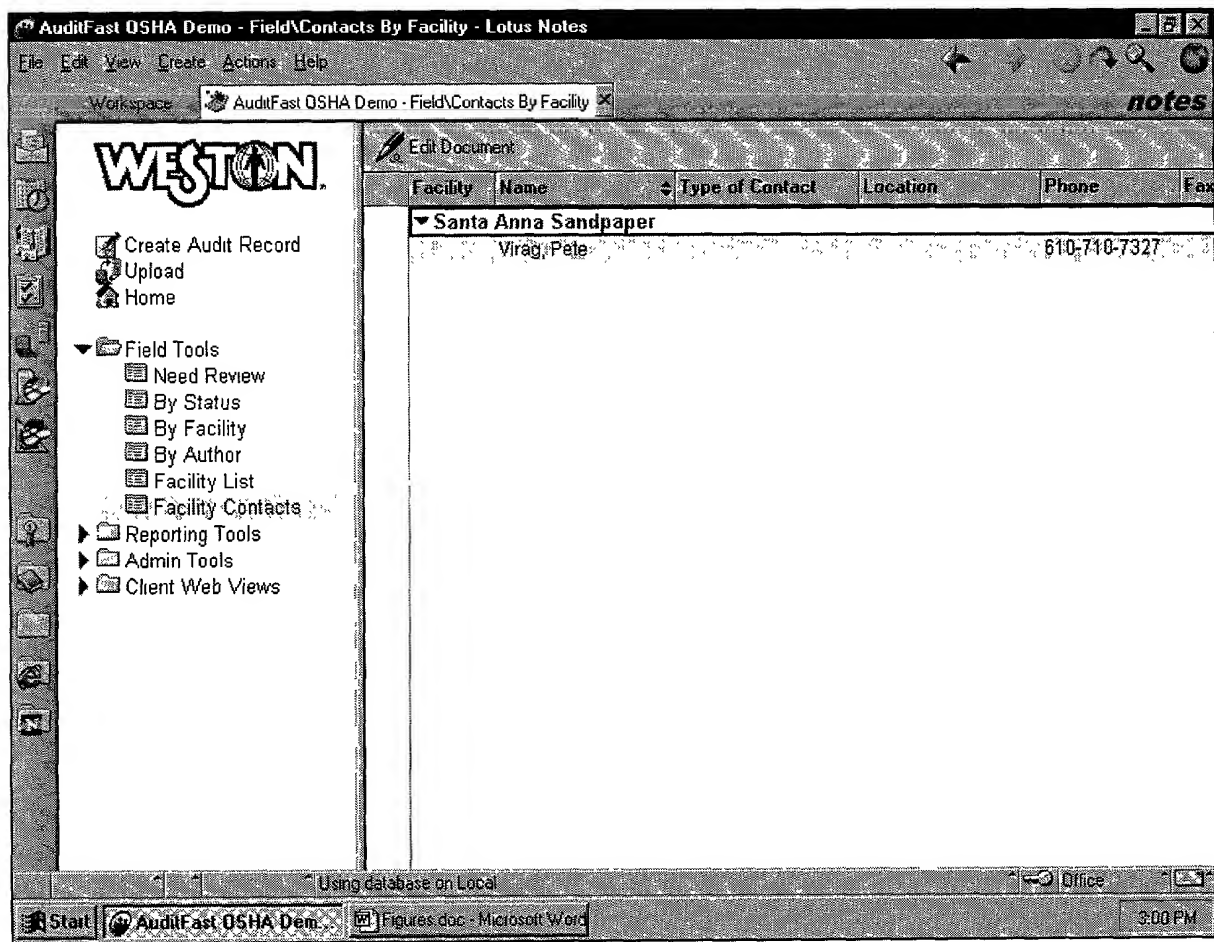 AuditFast OSHA Demo - Field\Contacts By Facility - Lotus Notes
File Edit View Create Actions Help
Workspace AuditFast OSHA Demo - Field\Contacts By Facility
notes
WESTON.
Edit Document
Facility Name Type of Contact Location Phone Fax
Santa Anna Sandpaper
Virag, Pete 610-710-7327
Create Audit Record
Upload
Home
Field Tools
Need Review
By Status
By Facility
By Author
Facility List
Facility Contacts
Reporting Tools
Admin Tools
Client Web Views
Using database on Local
Office
Start AuditFast OSHA Dem... Figures.doc - Microsoft Word 3:00 PM